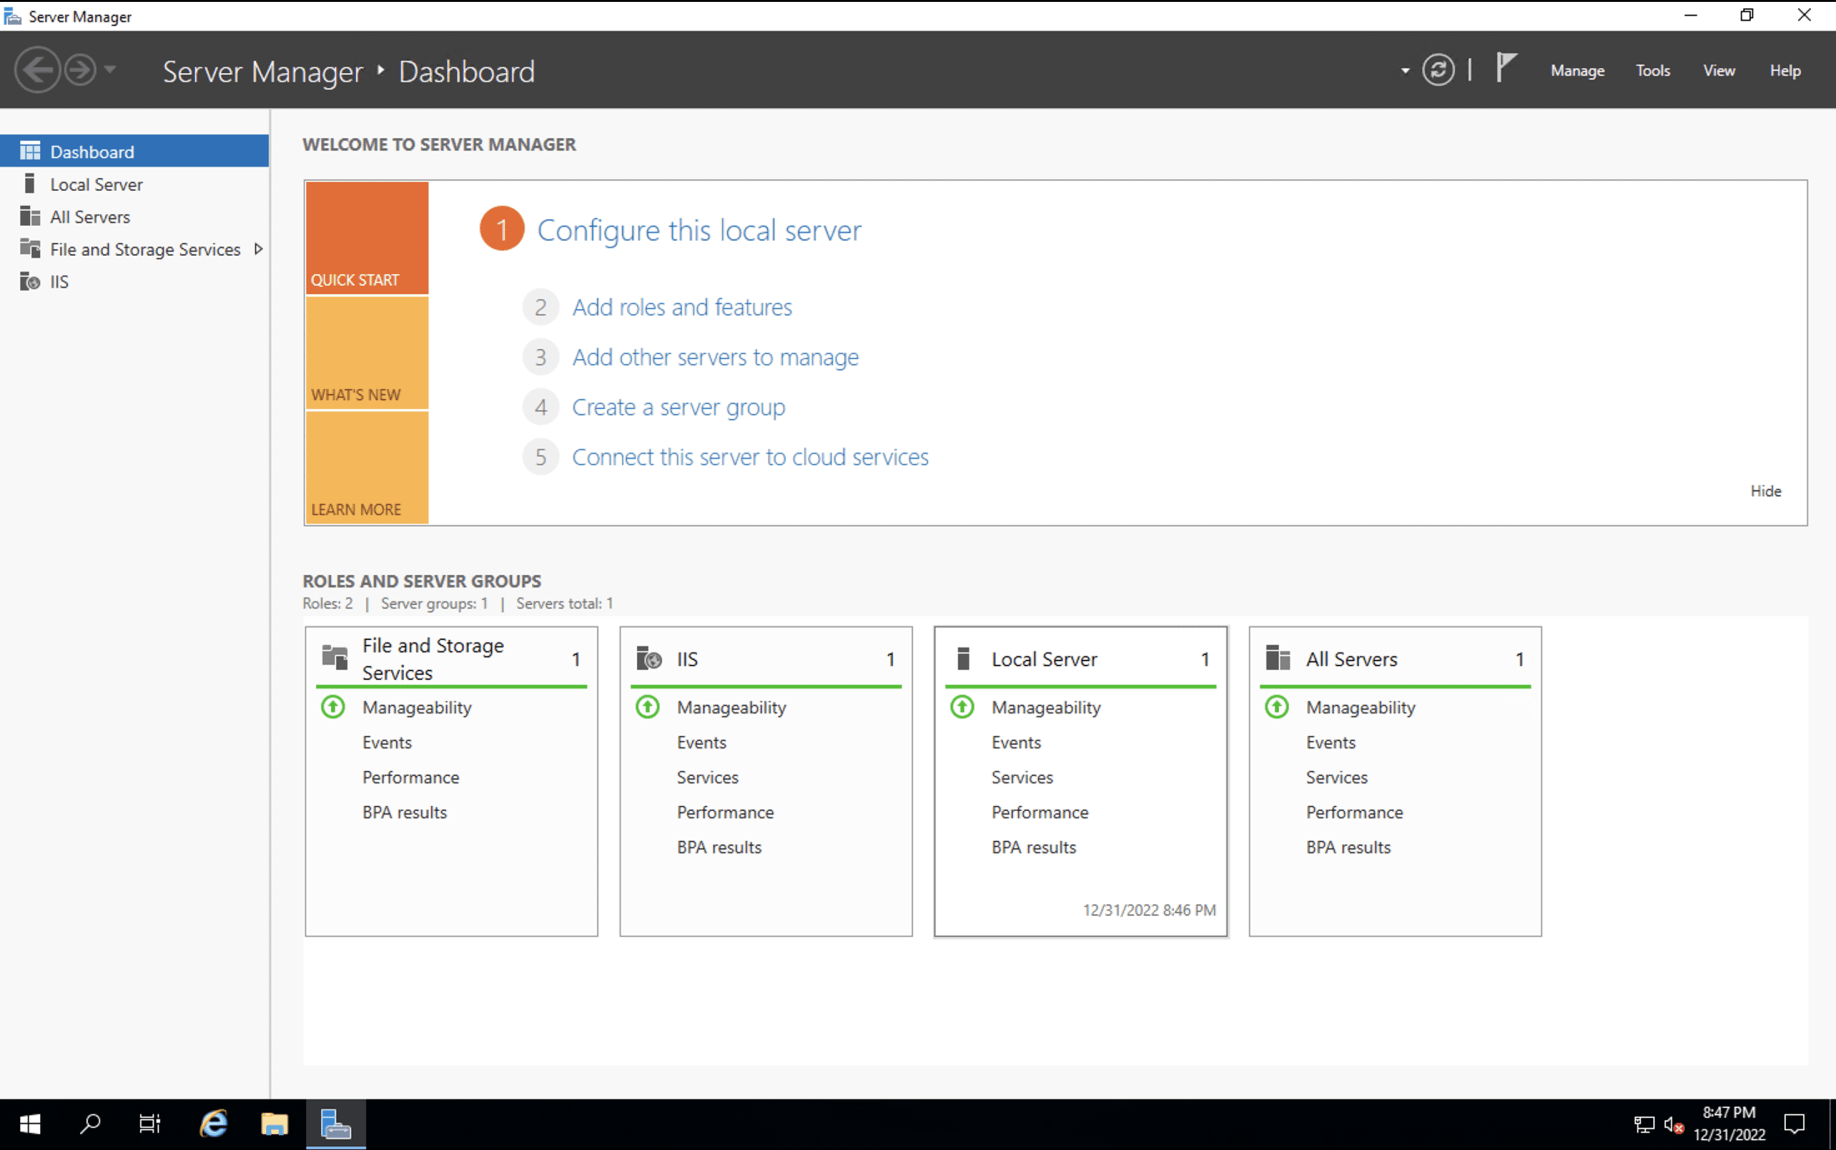 Server Manager
Server Manager ‣ Dashboard
Manage Tools View Help
Dashboard
Local Server
All Servers
File and Storage Services
IIS
WELCOME TO SERVER MANAGER
QUICK START
WHAT'S NEW
LEARN MORE
1 Configure this local server
2 Add roles and features
3 Add other servers to manage
4 Create a server group
5 Connect this server to cloud services
Hide
ROLES AND SERVER GROUPS
Roles: 2 | Server groups: 1 | Servers total: 1
File and Storage
Services 1
Manageability
Events
Performance
BPA results
IIS 1
Manageability
Events
Services
Performance
BPA results
Local Server 1
Manageability
Events
Services
Performance
BPA results
12/31/2022 8:46 PM
All Servers 1
Manageability
Events
Services
Performance
BPA results
8:47 PM
12/31/2022